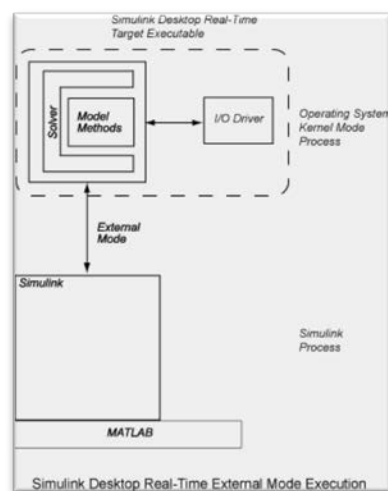 Simulink Desktop Real-Time
Target Executable
Solver
Model
Methods
I/O Driver
Operating System
Kernel Mode
Process
External
Mode
Simulink
Simulink
Process
MATLAB
Simulink Desktop Real-Time External Mode Execution